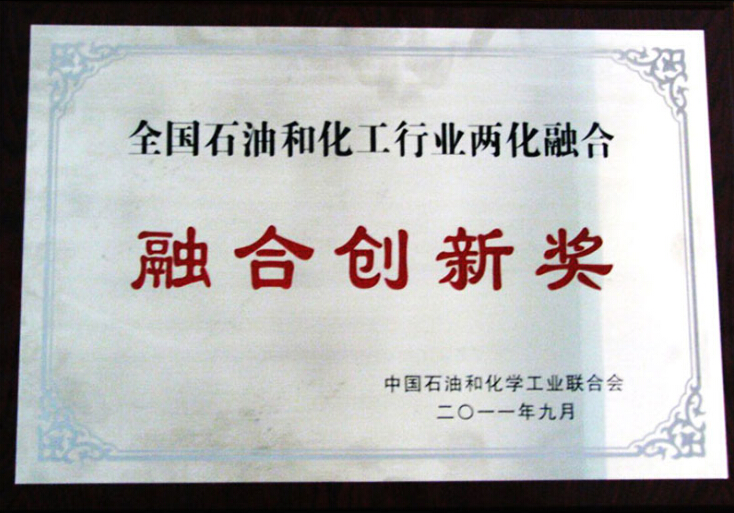 全国石油和化工行业两化融合
融合创新奖
中国石油和化学工业联合会
二〇一一年九月